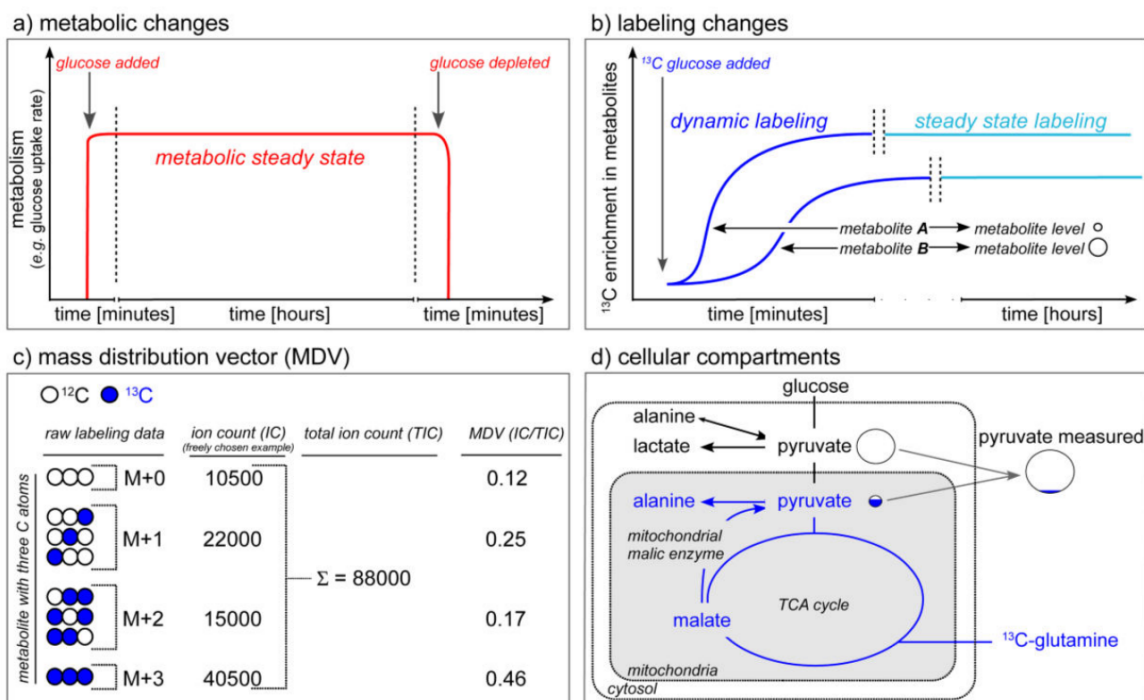 a) metabolic changes
glucose added
glucose depleted
metabolic steady state
metabolism
(e.g. glucose uptake rate)
time [minutes]
time [hours]
time [minutes]
b) labeling changes
¹³C glucose added
dynamic labeling
steady state labeling
¹³C enrichment in metabolites
metabolite A
metabolite level
metabolite B
metabolite level
time [minutes]
time [hours]
c) mass distribution vector (MDV)
¹²C
¹³C
raw labeling data
ion count (IC)
(freely chosen example)
total ion count (TIC)
MDV (IC/TIC)
metabolite with three C atoms
M+0 10500 0.12
M+1 22000 0.25
Σ = 88000
M+2 15000 0.17
M+3 40500 0.46
d) cellular compartments
glucose
alanine
lactate
pyruvate
pyruvate measured
alanine
pyruvate
mitochondrial
malic enzyme
TCA cycle
malate
¹³C-glutamine
mitochondria
cytosol